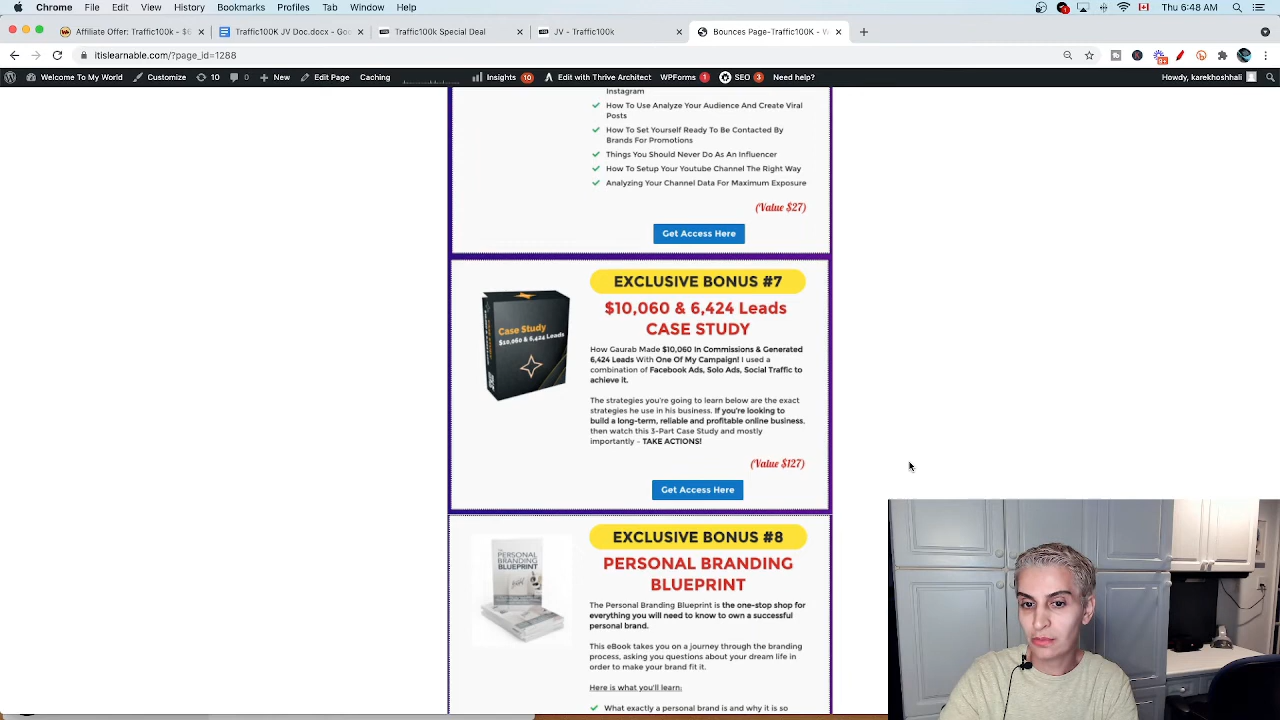 Chrome File Edit View History Bookmarks Profiles Tab Window Help
Affiliate Offer: Traffic100k - $6
Traffic100K JV Doc.docx - Goo
Traffic100k Special Deal
JV - Traffic100k
Bonuses Page-Traffic100k - W
itislearnwithali.com/?page_id=1288
Welcome To My Site! Customize 10 0 New Edit Page Caching Insights 10 Edit with Elementor WPForms 1 SEO 3 Need help?
Instagram
How To Use Analyze Your Audience And Create Viral
Posts
How To Set Yourself Ready To Be Contacted By
Brands For Promotions
Things You Should Never Do As An Influencer
How To Setup Your Youtube Channel The Right Way
Analyzing Your Channel Data For Maximum Exposure
(Value $27)
Get Access Here
EXCLUSIVE BONUS #7
$10,060 & 6,424 Leads
CASE STUDY
Case Study
$10,060 & 6,424 Leads
How Gaurab Made $10,060 In Commissions & Generated
6,424 Leads With One Of My Campaign! I used a
combination of Facebook Ads, Solo Ads, Social Traffic to
achieve it.
The strategies you're going to learn below are the exact
strategies he use in his business. If you're looking to
build a long-term, reliable and profitable online business.
then watch this 3-Part Case Study and mostly
importantly – TAKE ACTIONS!
(Value $127)
Get Access Here
EXCLUSIVE BONUS #8
PERSONAL BRANDING
BLUEPRINT
PERSONAL
BRANDING
BLUEPRINT
The Personal Branding Blueprint is the one-stop shop for
everything you will need to know to own a successful
personal brand.
This eBook takes you on a journey through the branding
process, asking you questions about your dream life in
order to make your brand fit it.
Here is what you'll learn:
What exactly a personal brand is and why it is so